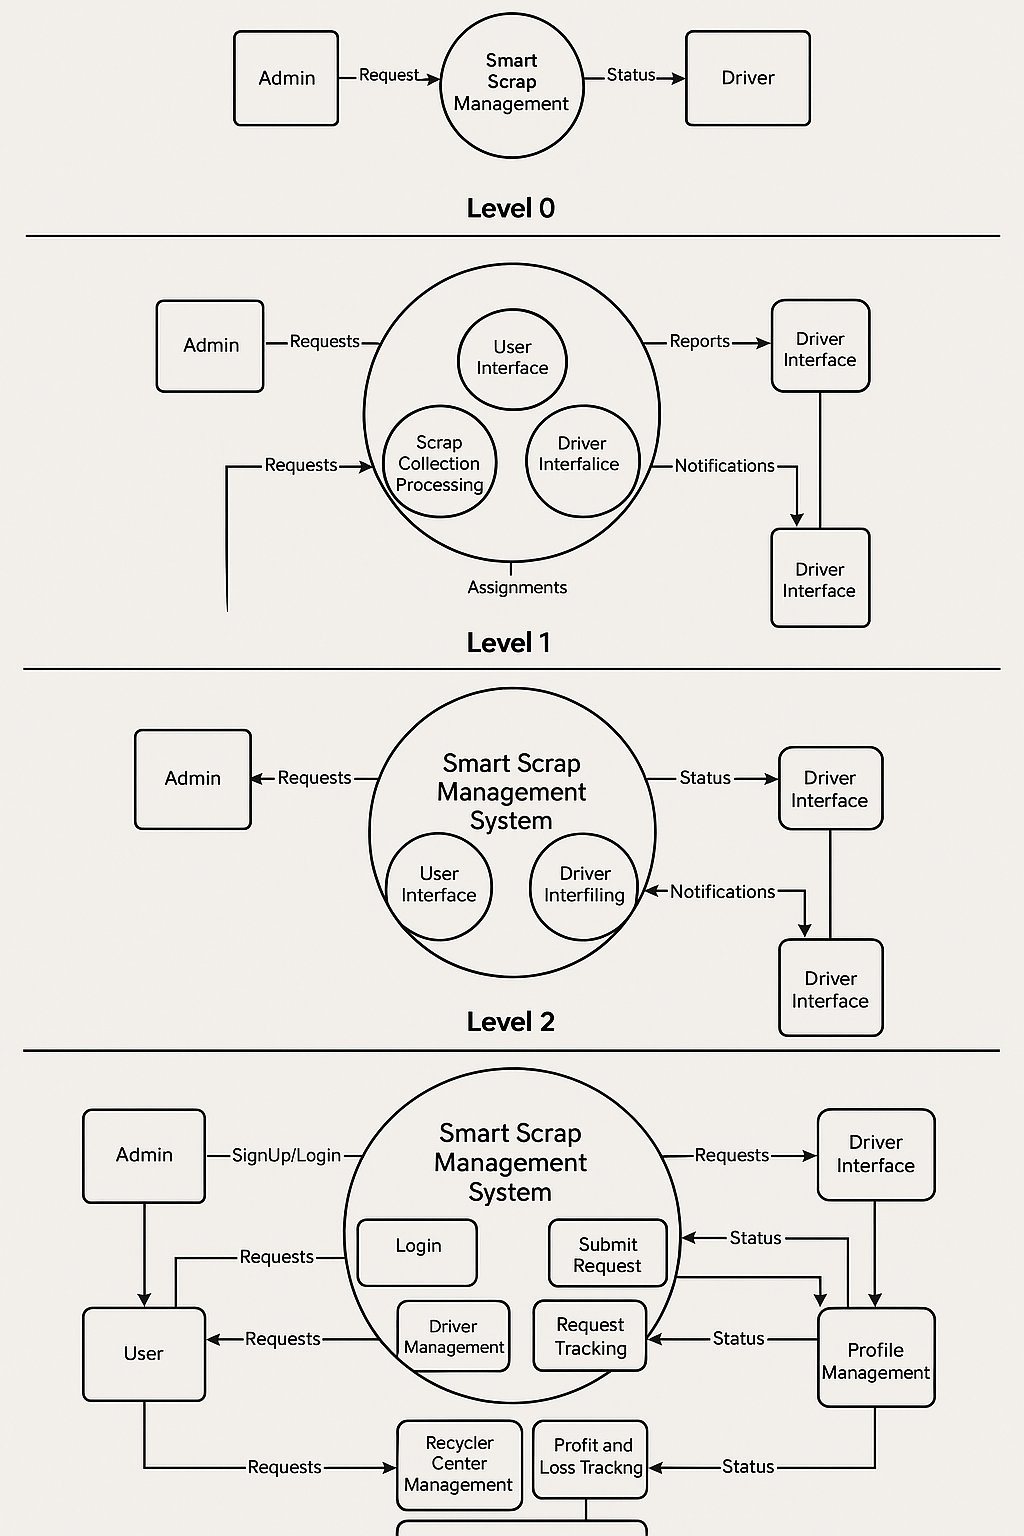 Smart
Scrap
Management
Admin
Request
Status
Driver
Level 0
Admin
Requests
User
Interface
Reports
Driver
Interface
Scrap
Collection
Processing
Driver
Interfalice
Requests
Notifications
Driver
Interface
Assignments
Level 1
Smart Scrap
Management
System
Admin
Requests
Status
Driver
Interface
User
Interface
Driver
Interfiling
Notifications
Driver
Interface
Level 2
Smart Scrap
Management
System
Admin
SignUp/Login
Requests
Driver
Interface
Requests
Login
Submit
Request
Status
User
Requests
Driver
Management
Request
Tracking
Status
Profile
Management
Requests
Recycler
Center
Management
Profit and
Loss Trackng
Status